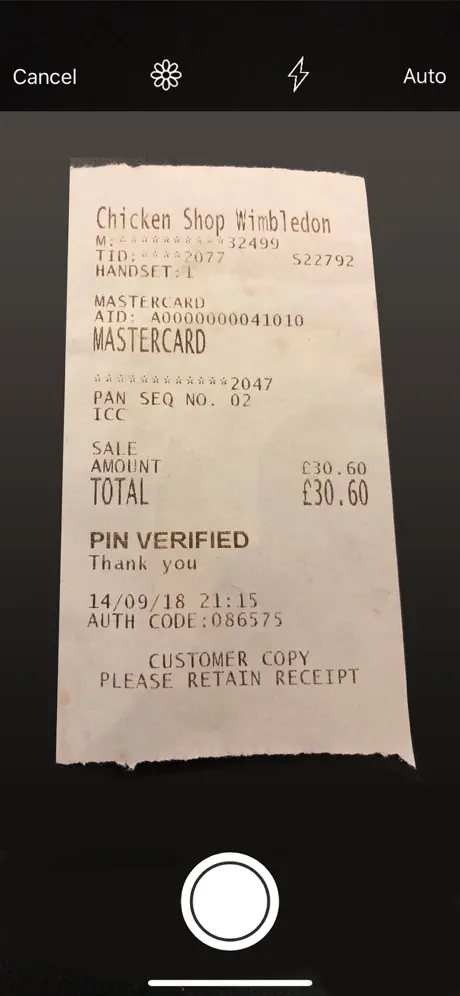 Cancel
Auto
Chicken Shop Wimbledon
M:**********32499
TID:****2077 S22792
HANDSET:1
MASTERCARD
AID: A0000000041010
MASTERCARD
************2047
PAN SEQ NO. 02
ICC
SALE
AMOUNT £30.60
TOTAL £30.60
PIN VERIFIED
Thank you
14/09/18 21:15
AUTH CODE:086575
CUSTOMER COPY
PLEASE RETAIN RECEIPT